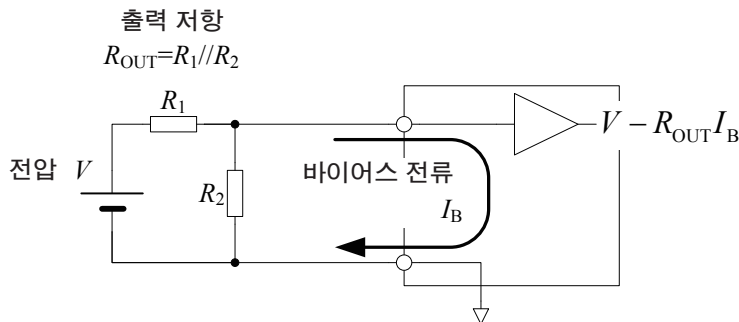 출력 저항
R_OUT=R_1//R_2
R_1
V − R_OUT I_B
전압 V
R_2
바이어스 전류
I_B